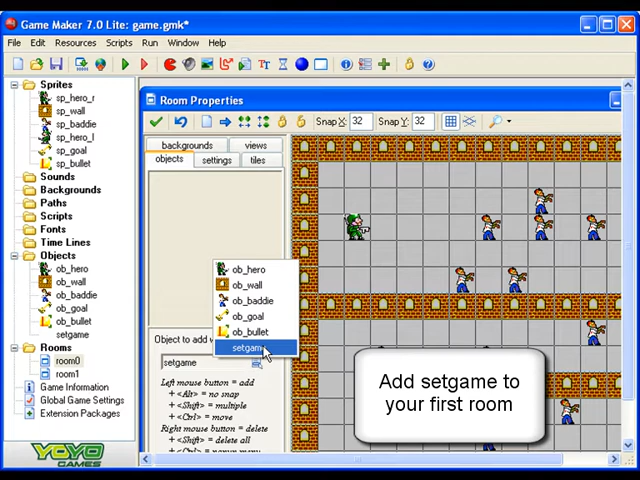 Game Maker 7.0 Lite: game.gmk*
File Edit Resources Scripts Run Window Help
Sprites
sp_hero_r
sp_wall
sp_baddie
sp_hero_l
sp_goal
sp_bullet
Sounds
Backgrounds
Paths
Scripts
Fonts
Time Lines
Objects
ob_hero
ob_wall
ob_baddie
ob_goal
ob_bullet
setgame
Rooms
room0
room1
Game Information
Global Game Settings
Extension Packages
YOYO
GAMES
Room Properties
Snap X: 32 Snap Y: 32
backgrounds views
objects settings tiles
ob_hero
ob_wall
ob_baddie
ob_goal
ob_bullet
setgame
Object to add w
setgame
Left mouse button = add
+ <Alt> = no snap
+ <Shift> = multiple
+ <Ctrl> = move
Right mouse button = delete
+ <Shift> = delete all
Add setgame to
your first room